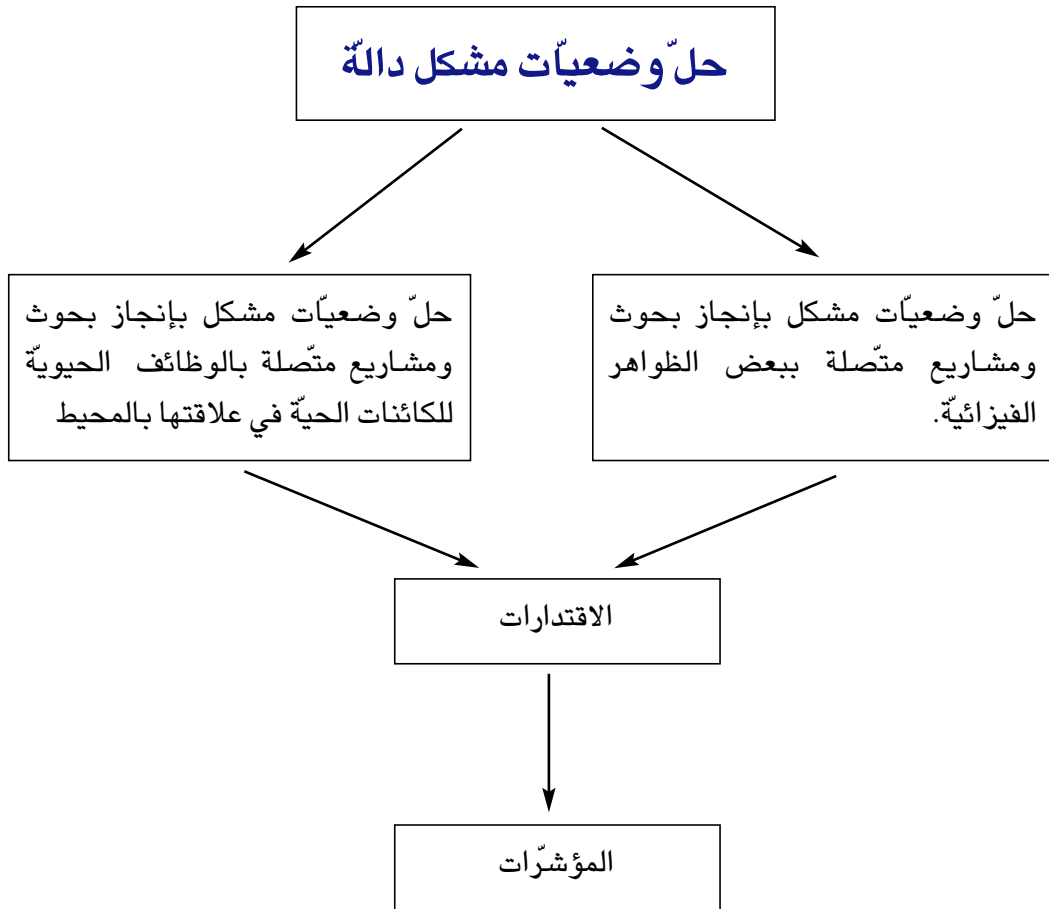 حلّ وضعيّات مشكل دالّة
حلّ وضعيّات مشكل بإنجاز بحوث
ومشاريع متّصلة ببعض الظواهر
الفيزائيّة.
حلّ وضعيّات مشكل بإنجاز بحوث
ومشاريع متّصلة بالوظائف الحيويّة
للكائنات الحيّة في علاقتها بالمحيط
الاقتدارات
المؤشّرات